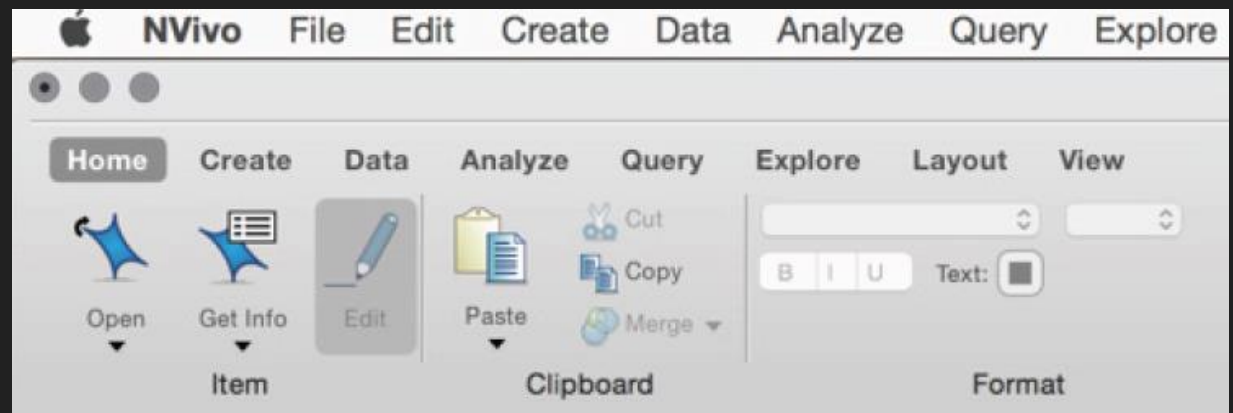 NVivo File Edit Create Data Analyze Query Explore
Home Create Data Analyze Query Explore Layout View
Open Get Info Edit Paste Cut
Copy
Merge
B I U Text:
Item Clipboard Format